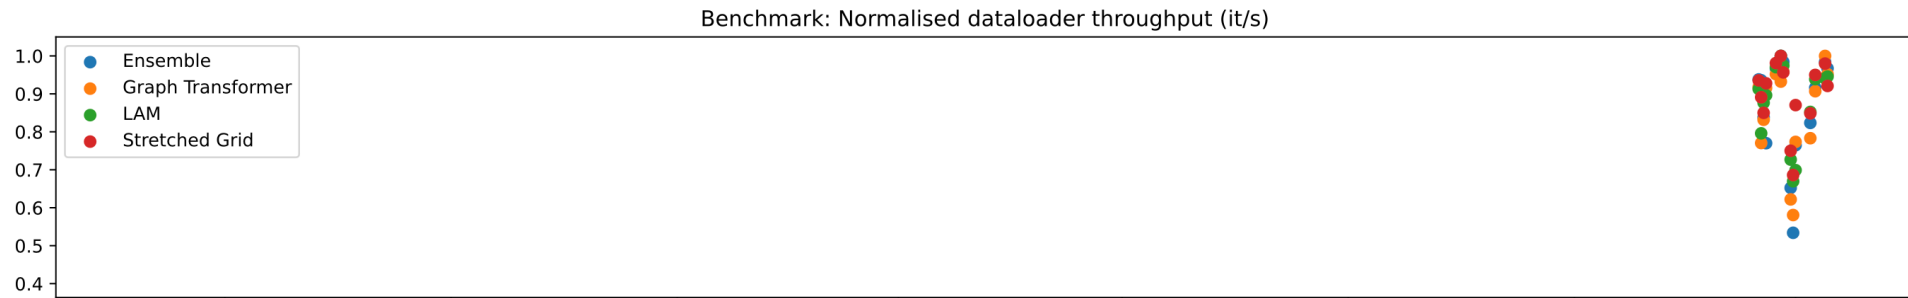 Benchmark: Normalised dataloader throughput (it/s)
1.0
0.9
0.8
0.7
0.6
0.5
0.4
Ensemble
Graph Transformer
LAM
Stretched Grid